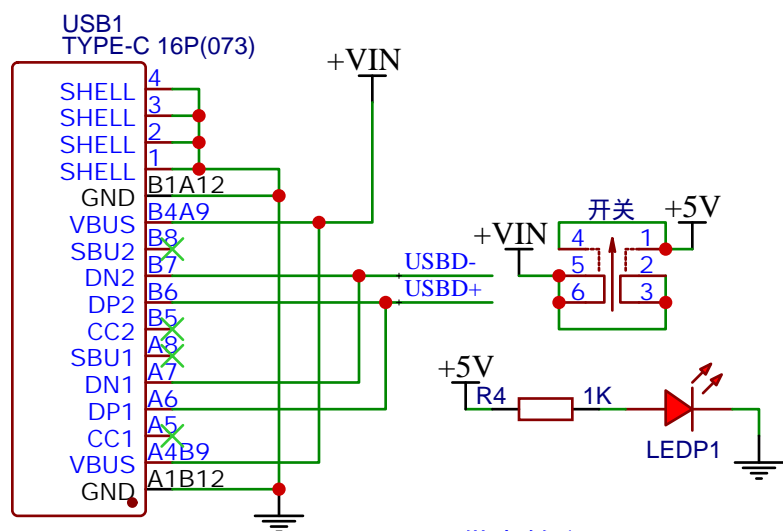 USB1
TYPE-C 16P(073)
+VIN
SHELL 4
SHELL 3
SHELL 2
SHELL 1
GND B1A12
VBUS B4A9
SBU2 B8
DN2 B7
DP2 B6
CC2 B5
SBU1 A8
DN1 A7
DP1 A6
CC1 A5
VBUS A4B9
GND A1B12
USBD-
USBD+
开关
+5V
+VIN
4 1
5 2
6 3
+5V
R4 1K
LEDP1